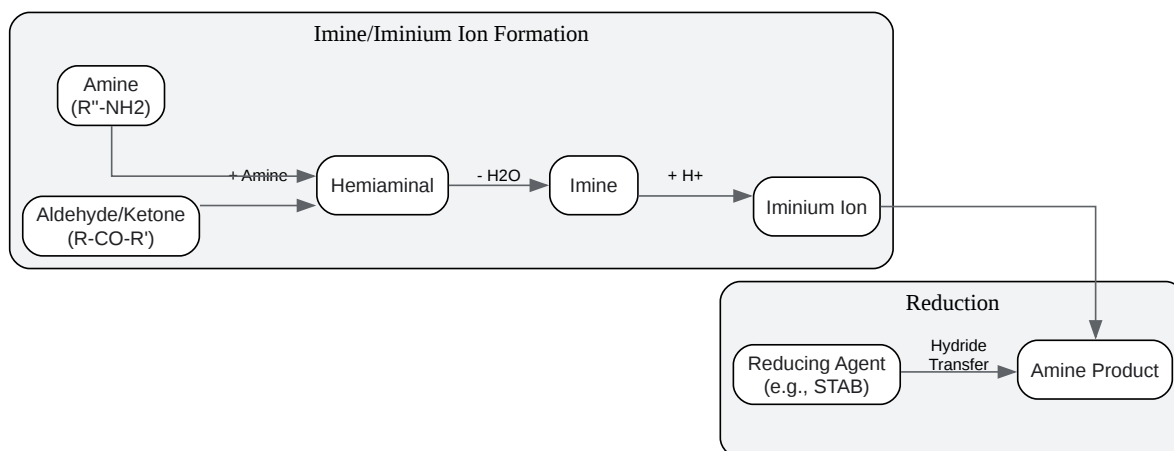 Imine/Iminium Ion Formation
Amine
(R''-NH2)
+ Amine
Hemiaminal
- H2O
Imine
+ H+
Iminium Ion
Aldehyde/Ketone
(R-CO-R')
Reduction
Reducing Agent
(e.g., STAB)
Hydride
Transfer
Amine Product